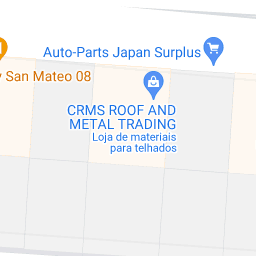 Auto-Parts Japan Surplus
San Mateo 08
CRMS ROOF AND
METAL TRADING
Loja de materiais
para telhados